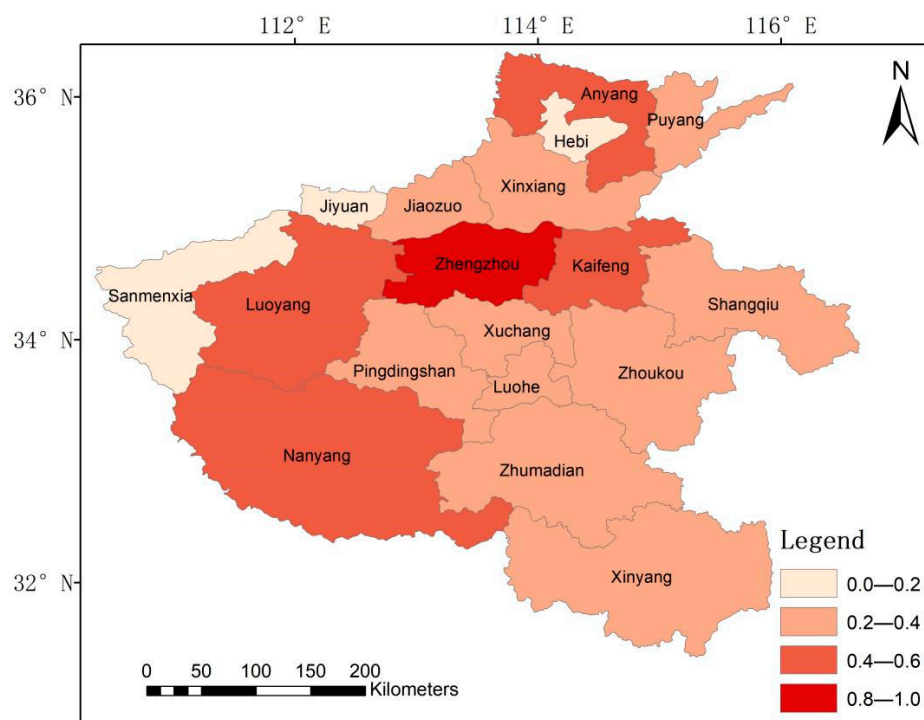 112° E 114° E 116° E
N
36° N
Anyang
Puyang
Hebi
Xinxiang
Jiyuan
Jiaozuo
Zhengzhou
Kaifeng
Sanmenxia
Luoyang
Shangqiu
34° N
Xuchang
Pingdingshan
Zhoukou
Luohe
Nanyang
Zhumadian
Legend
32° N
Xinyang
0.0—0.2
0.2—0.4
0.4—0.6
0.8—1.0
0 25 50 100 150 200
Kilometers